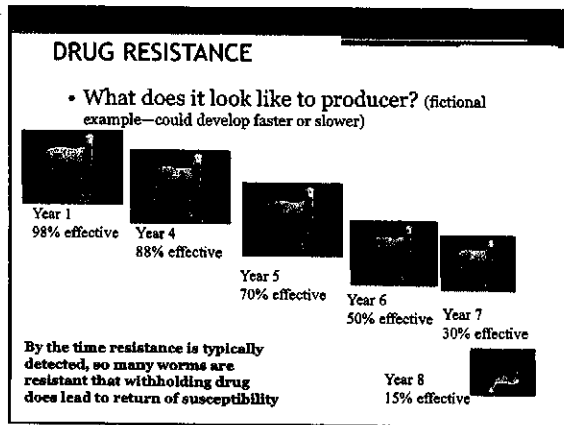 DRUG RESISTANCE
• What does it look like to producer? (fictional
example—could develop faster or slower)
Year 1
98% effective
Year 4
88% effective
Year 5
70% effective
Year 6
50% effective
Year 7
30% effective
By the time resistance is typically
detected, so many worms are
resistant that withholding drug
does lead to return of susceptibility
Year 8
15% effective